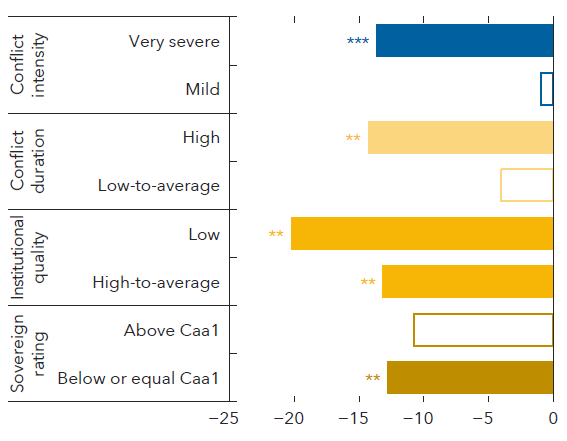 Conflict
intensity
Very severe
***
Mild
Conflict
duration
High
**
Low-to-average
Institutional
quality
Low
**
High-to-average
**
Sovereign
rating
Above Caa1
Below or equal Caa1
**
−25 −20 −15 −10 −5 0